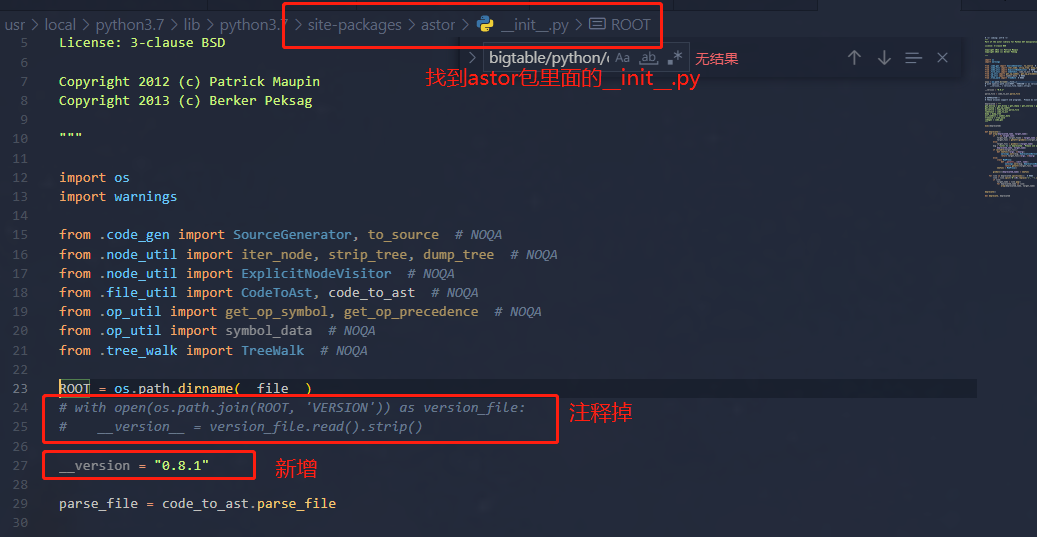 usr > local > python3.7 > lib > python3.7 > site-packages > astor > __init__.py > ROOT
bigtable/python/c Aa ab .* 无结果
找到astor包里面的__init__.py
5 License: 3-clause BSD
6
7 Copyright 2012 (c) Patrick Maupin
8 Copyright 2013 (c) Berker Peksag
9
10 """
11
12 import os
13 import warnings
14
15 from .code_gen import SourceGenerator, to_source  # NOQA
16 from .node_util import iter_node, strip_tree, dump_tree  # NOQA
17 from .node_util import ExplicitNodeVisitor  # NOQA
18 from .file_util import CodeToAst, code_to_ast  # NOQA
19 from .op_util import get_op_symbol, get_op_precedence  # NOQA
20 from .op_util import symbol_data  # NOQA
21 from .tree_walk import TreeWalk  # NOQA
22
23 ROOT = os.path.dirname(__file__)
24 # with open(os.path.join(ROOT, 'VERSION')) as version_file:
25 #    __version__ = version_file.read().strip()
注释掉
26
27 __version = "0.8.1"
新增
28
29 parse_file = code_to_ast.parse_file
30